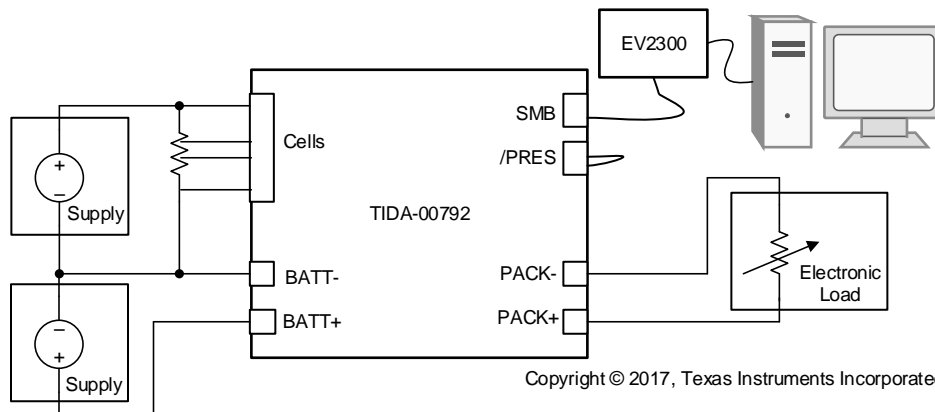 EV2300
SMB
Cells
/PRES
+
−
Supply
TIDA-00792
BATT-
PACK-
Electronic
Load
−
+
BATT+
PACK+
Supply
Copyright © 2017, Texas Instruments Incorporated